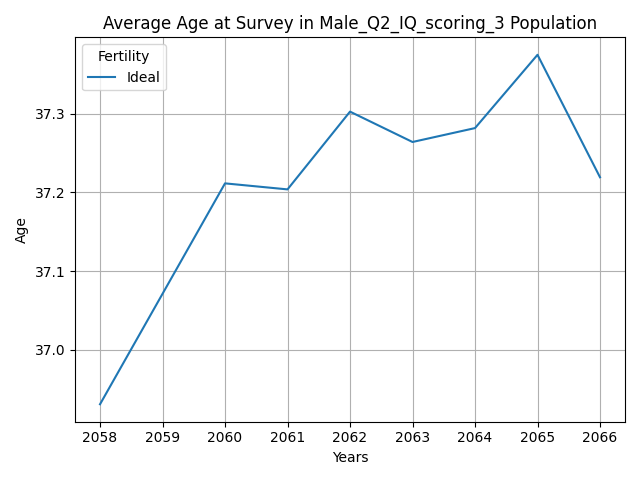 Average Age at Survey in Male_Q2_IQ_scoring_3 Population
Fertility
Ideal
37.3
37.2
37.1
37.0
Age
2058 2059 2060 2061 2062 2063 2064 2065 2066
Years